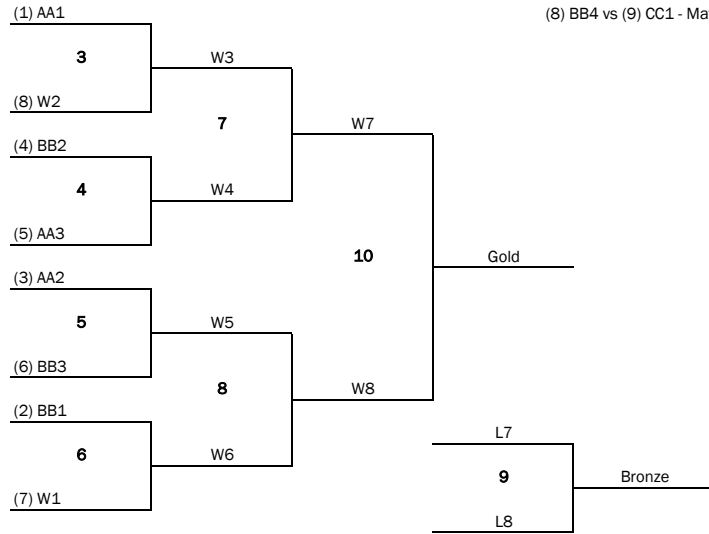 (1) AA1
(8) BB4 vs (9) CC1 - Ma
3
W3
(8) W2
7
W7
(4) BB2
4
W4
(5) AA3
10
Gold
(3) AA2
5
W5
(6) BB3
8
W8
(2) BB1
L7
6
W6
9
Bronze
(7) W1
L8